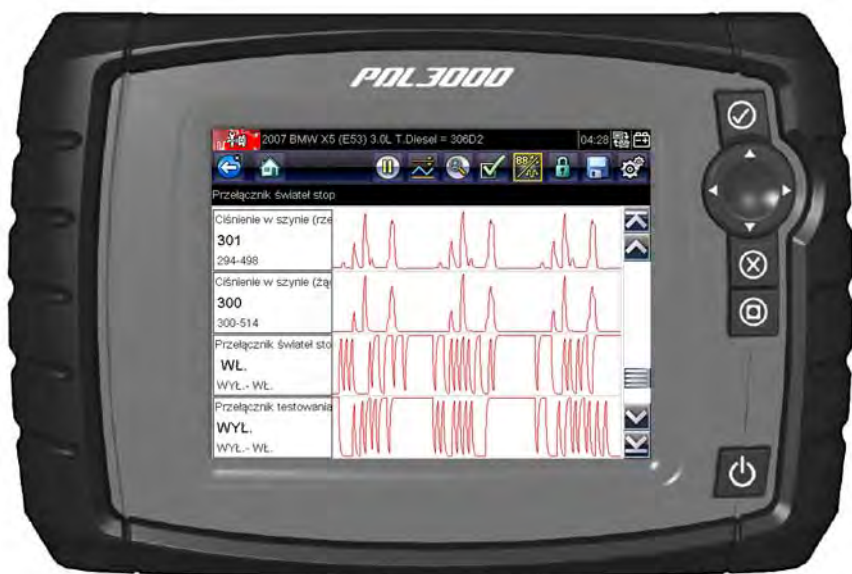 PDL3000
2007 BMW X5 (E53) 3.0L T.Diesel = 306D2 04:28
Przełącznik świateł stop
Ciśnienie w szynie (rze
301
294-498
Ciśnienie w szynie (żą
300
300-514
Przełącznik świateł sto
WŁ.
WYŁ.- WŁ.
Przełącznik testowania
WYŁ.
WYŁ.- WŁ.